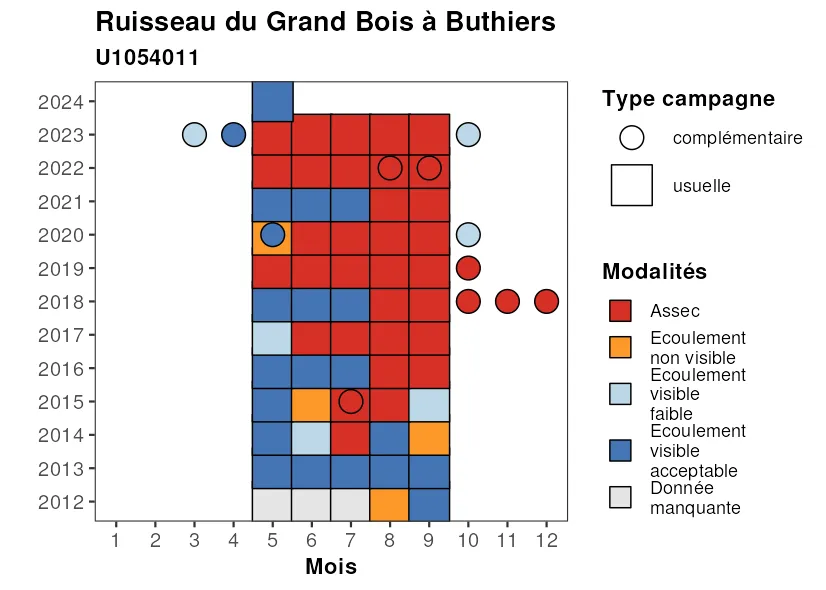 Ruisseau du Grand Bois à Buthiers
U1054011
2024
2023
2022
2021
2020
2019
2018
2017
2016
2015
2014
2013
2012
1 2 3 4 5 6 7 8 9 10 11 12
Mois
Type campagne
complémentaire
usuelle
Modalités
Assec
Ecoulement
non visible
Ecoulement
visible
faible
Ecoulement
visible
acceptable
Donnée
manquante